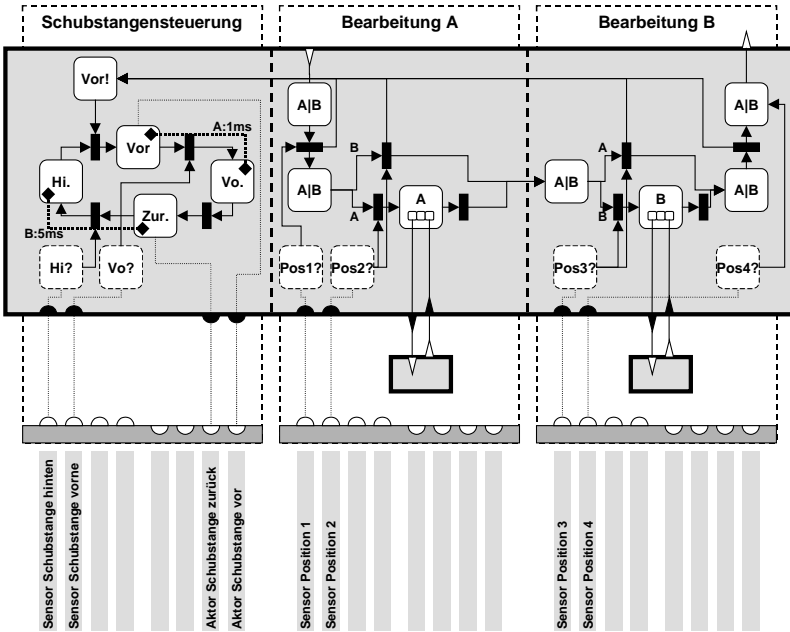 Schubstangensteuerung
Bearbeitung A
Bearbeitung B
Vor!
A|B
A|B
A:1ms
Vor
B
A
Hi.
Vo.
A|B
A|B
A|B
A
A
B
B
Zur.
B:5ms
Hi?
Vo?
Pos1?
Pos2?
Pos3?
Pos4?
Sensor Schubstange hinten
Sensor Schubstange vorne
Aktor Schubstange zurück
Aktor Schubstange vor
Sensor Position 1
Sensor Position 2
Sensor Position 3
Sensor Position 4